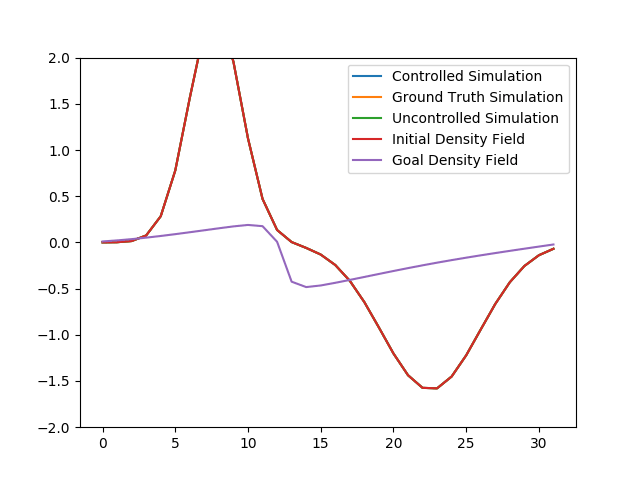 2.0
1.5
1.0
0.5
0.0
−0.5
−1.0
−1.5
−2.0
0 5 10 15 20 25 30
Controlled Simulation
Ground Truth Simulation
Uncontrolled Simulation
Initial Density Field
Goal Density Field